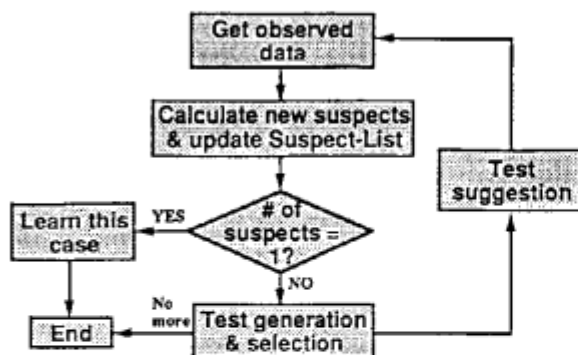 Get observed
data
Calculate new suspects
& update Suspect-List
Test
suggestion
# of
suspects =
1?
YES
Learn this
case
NO
No
more
Test generation
& selection
End